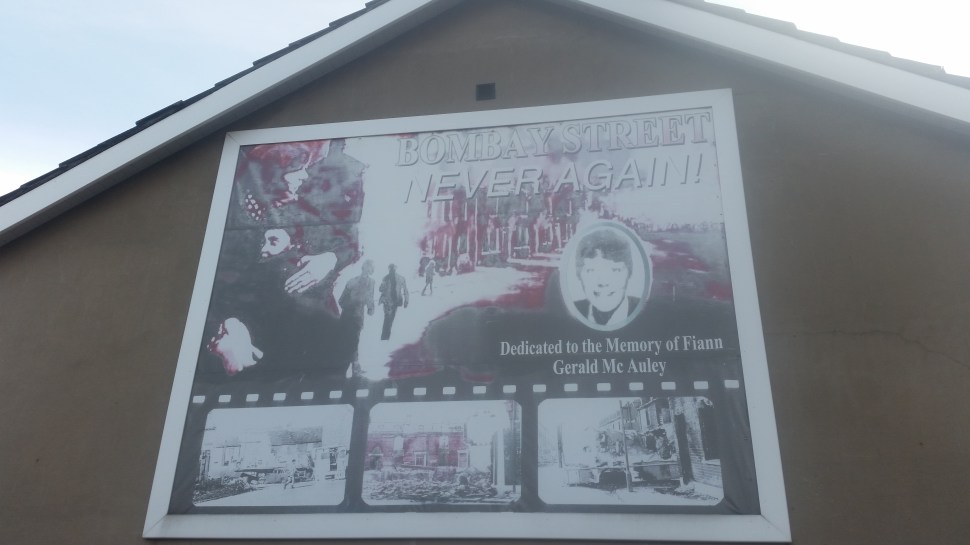 BOMBAY STREET
NEVER AGAIN!
Dedicated to the Memory of Fiann
Gerald Mc Auley